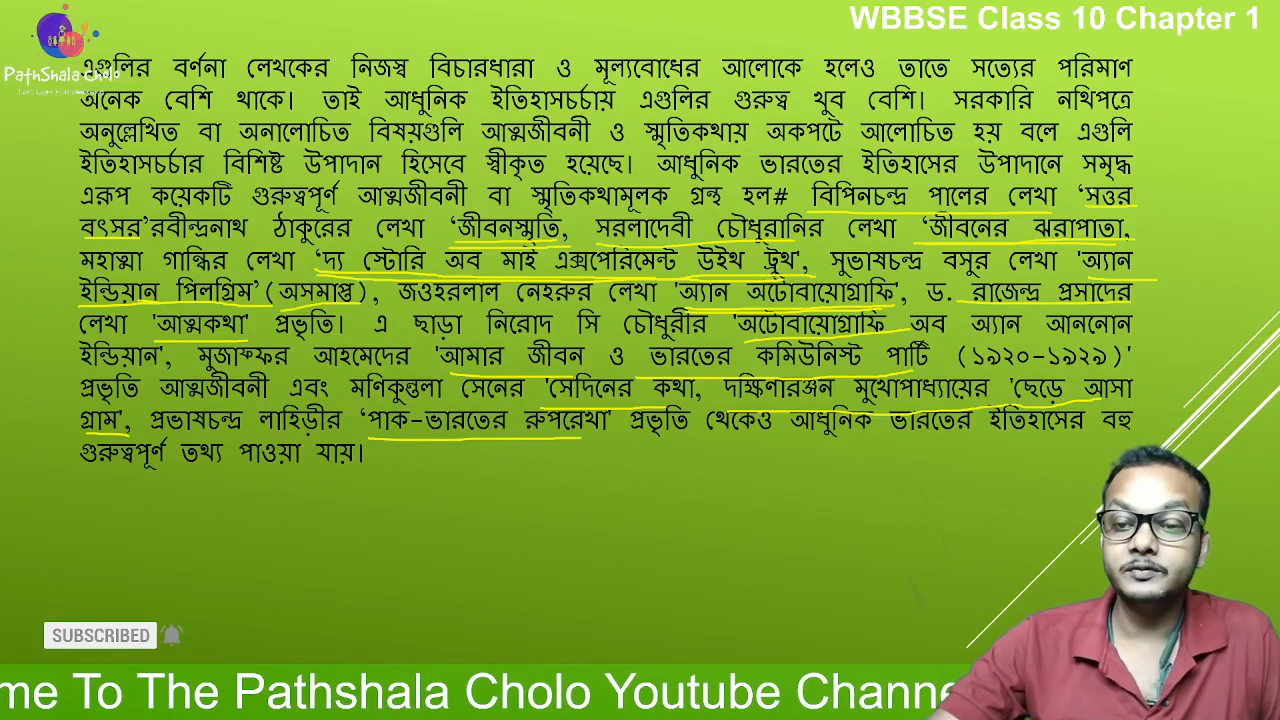 WBBSE Class 10 Chapter 1
PathShala Cholo
এগুলির বর্ণনা লেখকের নিজস্ব বিচারধারা ও মূল্যবোধের আলোকে হলেও তাতে সত্যের পরিমাণ
অনেক বেশি থাকে। তাই আধুনিক ইতিহাসচর্চায় এগুলির গুরুত্ব খুব বেশি। সরকারি নথিপত্রে
অনুল্লেখিত বা অনালোচিত বিষয়গুলি আত্মজীবনী ও স্মৃতিকথায় অকপটে আলোচিত হয় বলে এগুলি
ইতিহাসচর্চার বিশিষ্ট উপাদান হিসেবে স্বীকৃত হয়েছে। আধুনিক ভারতের ইতিহাসের উপাদানে সমৃদ্ধ
এরূপ কয়েকটি গুরুত্বপূর্ণ আত্মজীবনী বা স্মৃতিকথামূলক গ্রন্থ হল# বিপিনচন্দ্র পালের লেখা ‘সত্তর
বৎসর’রবীন্দ্রনাথ ঠাকুরের লেখা ‘জীবনস্মৃতি, সরলাদেবী চৌধুরানির লেখা ‘জীবনের ঝরাপাতা,
মহাত্মা গান্ধির লেখা ‘দ্য স্টোরি অব মাই এক্সপেরিমেন্ট উইথ ট্রুথ', সুভাষচন্দ্র বসুর লেখা 'অ্যান
ইন্ডিয়ান পিলগ্রিম’(অসমাপ্ত), জওহরলাল নেহরুর লেখা 'অ্যান অটোবায়োগ্রাফি', ড. রাজেন্দ্র প্রসাদের
লেখা 'আত্মকথা' প্রভৃতি। এ ছাড়া নিরোদ সি চৌধুরীর 'অটোবায়োগ্রাফি অব অ্যান আননোন
ইন্ডিয়ান', মুজাফফর আহমেদের 'আমার জীবন ও ভারতের কমিউনিস্ট পার্টি (১৯২০-১৯২৯)'
প্রভৃতি আত্মজীবনী এবং মণিকুন্তলা সেনের 'সেদিনের কথা, দক্ষিণারঞ্জন মুখোপাধ্যায়ের 'ছেড়ে আসা
গ্রাম', প্রভাষচন্দ্র লাহিড়ীর ‘পাক-ভারতের রুপরেখা' প্রভৃতি থেকেও আধুনিক ভারতের ইতিহাসের বহু
গুরুত্বপূর্ণ তথ্য পাওয়া যায়।
SUBSCRIBED
me To The Pathshala Cholo Youtube Channe